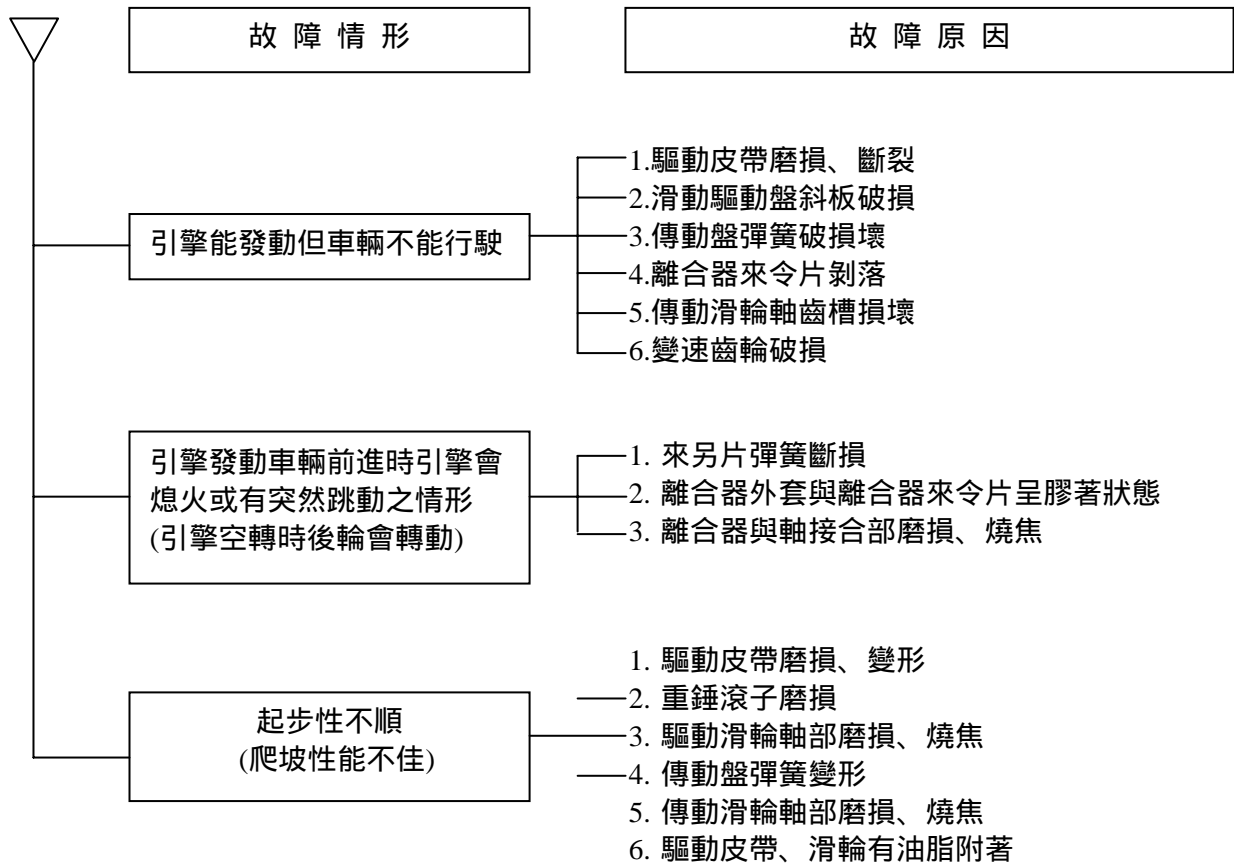 故 障 情 形
故 障 原 因
引擎能發動但車輛不能行駛
1.驅動皮帶磨損、斷裂
2.滑動驅動盤斜板破損
3.傳動盤彈簧破損壞
4.離合器來令片剝落
5.傳動滑輪軸齒槽損壞
6.變速齒輪破損
引擎發動車輛前進時引擎會
熄火或有突然跳動之情形
(引擎空轉時後輪會轉動)
1. 來另片彈簧斷損
2. 離合器外套與離合器來令片呈膠著狀態
3. 離合器與軸接合部磨損、燒焦
起步性不順
(爬坡性能不佳)
1. 驅動皮帶磨損、變形
2. 重錘滾子磨損
3. 驅動滑輪軸部磨損、燒焦
4. 傳動盤彈簧變形
5. 傳動滑輪軸部磨損、燒焦
6. 驅動皮帶、滑輪有油脂附著